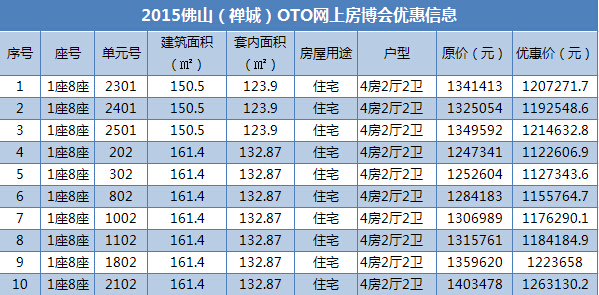 2015佛山（禅城）OTO网上房博会优惠信息
序号 座号 单元号 建筑面积（㎡） 套内面积（㎡） 房屋用途 户型 原价（元） 优惠价（元）
1 1座8座 2301 150.5 123.9 住宅 4房2厅2卫 1341413 1207271.7
2 1座8座 2401 150.5 123.9 住宅 4房2厅2卫 1325054 1192548.6
3 1座8座 2501 150.5 123.9 住宅 4房2厅2卫 1349592 1214632.8
4 1座8座 202 161.4 132.87 住宅 4房2厅2卫 1247341 1122606.9
5 1座8座 302 161.4 132.87 住宅 4房2厅2卫 1252604 1127343.6
6 1座8座 802 161.4 132.87 住宅 4房2厅2卫 1284183 1155764.7
7 1座8座 1002 161.4 132.87 住宅 4房2厅2卫 1306989 1176290.1
8 1座8座 1102 161.4 132.87 住宅 4房2厅2卫 1315761 1184184.9
9 1座8座 1802 161.4 132.87 住宅 4房2厅2卫 1359620 1223658
10 1座8座 2102 161.4 132.87 住宅 4房2厅2卫 1403478 1263130.2